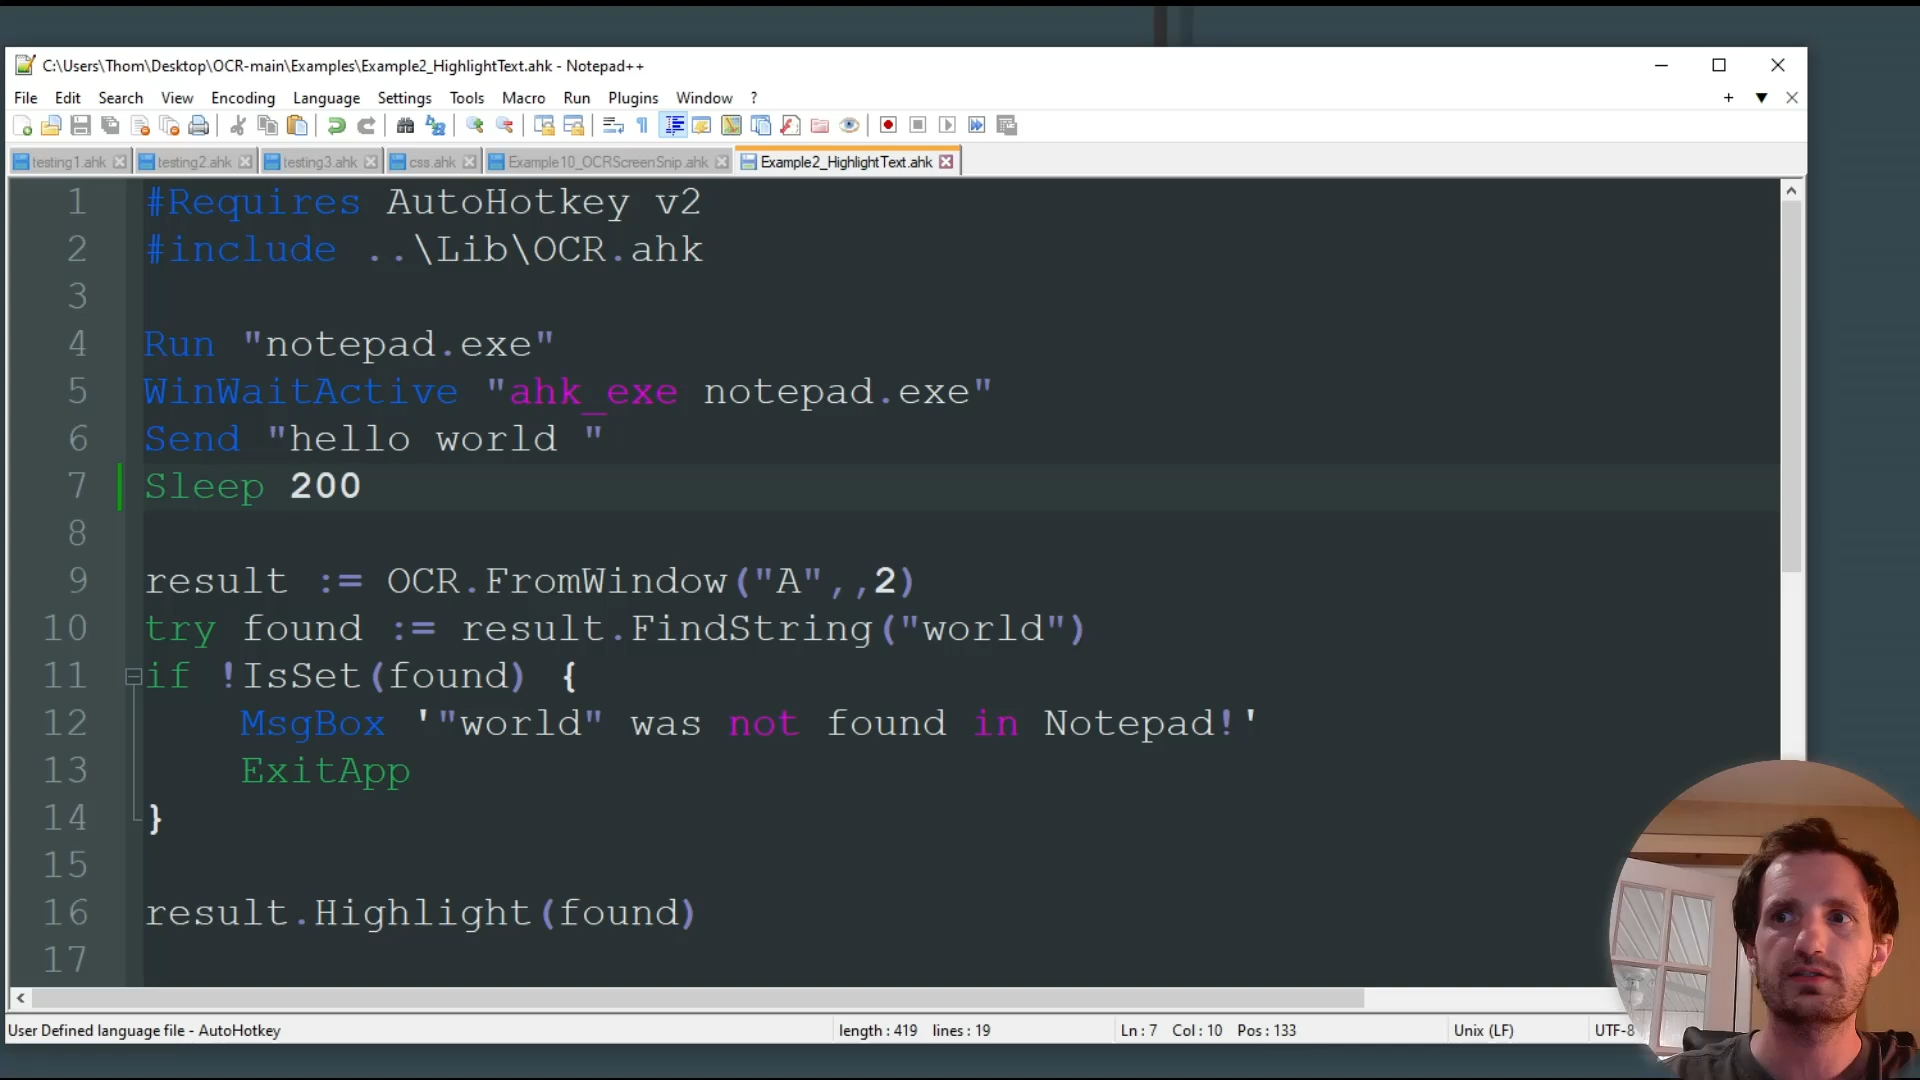 C:\Users\Thom\Desktop\OCR-main\Examples\Example2_HighlightText.ahk - Notepad++
File Edit Search View Encoding Language Settings Tools Macro Run Plugins Window ?
testing1.ahk testing2.ahk testing3.ahk css.ahk Example10_OCRScreenSnip.ahk Example2_HighlightText.ahk
1 #Requires AutoHotkey v2
2 #include ..\Lib\OCR.ahk
3
4 Run "notepad.exe"
5 WinWaitActive "ahk_exe notepad.exe"
6 Send "hello world "
7 Sleep 200
8
9 result := OCR.FromWindow("A",,2)
10 try found := result.FindString("world")
11 if !IsSet(found) {
12 MsgBox '"world" was not found in Notepad!'
13 ExitApp
14 }
15
16 result.Highlight(found)
17
User Defined language file - AutoHotkey length : 419 lines : 19 Ln : 7 Col : 10 Pos : 133 Unix (LF) UTF-8